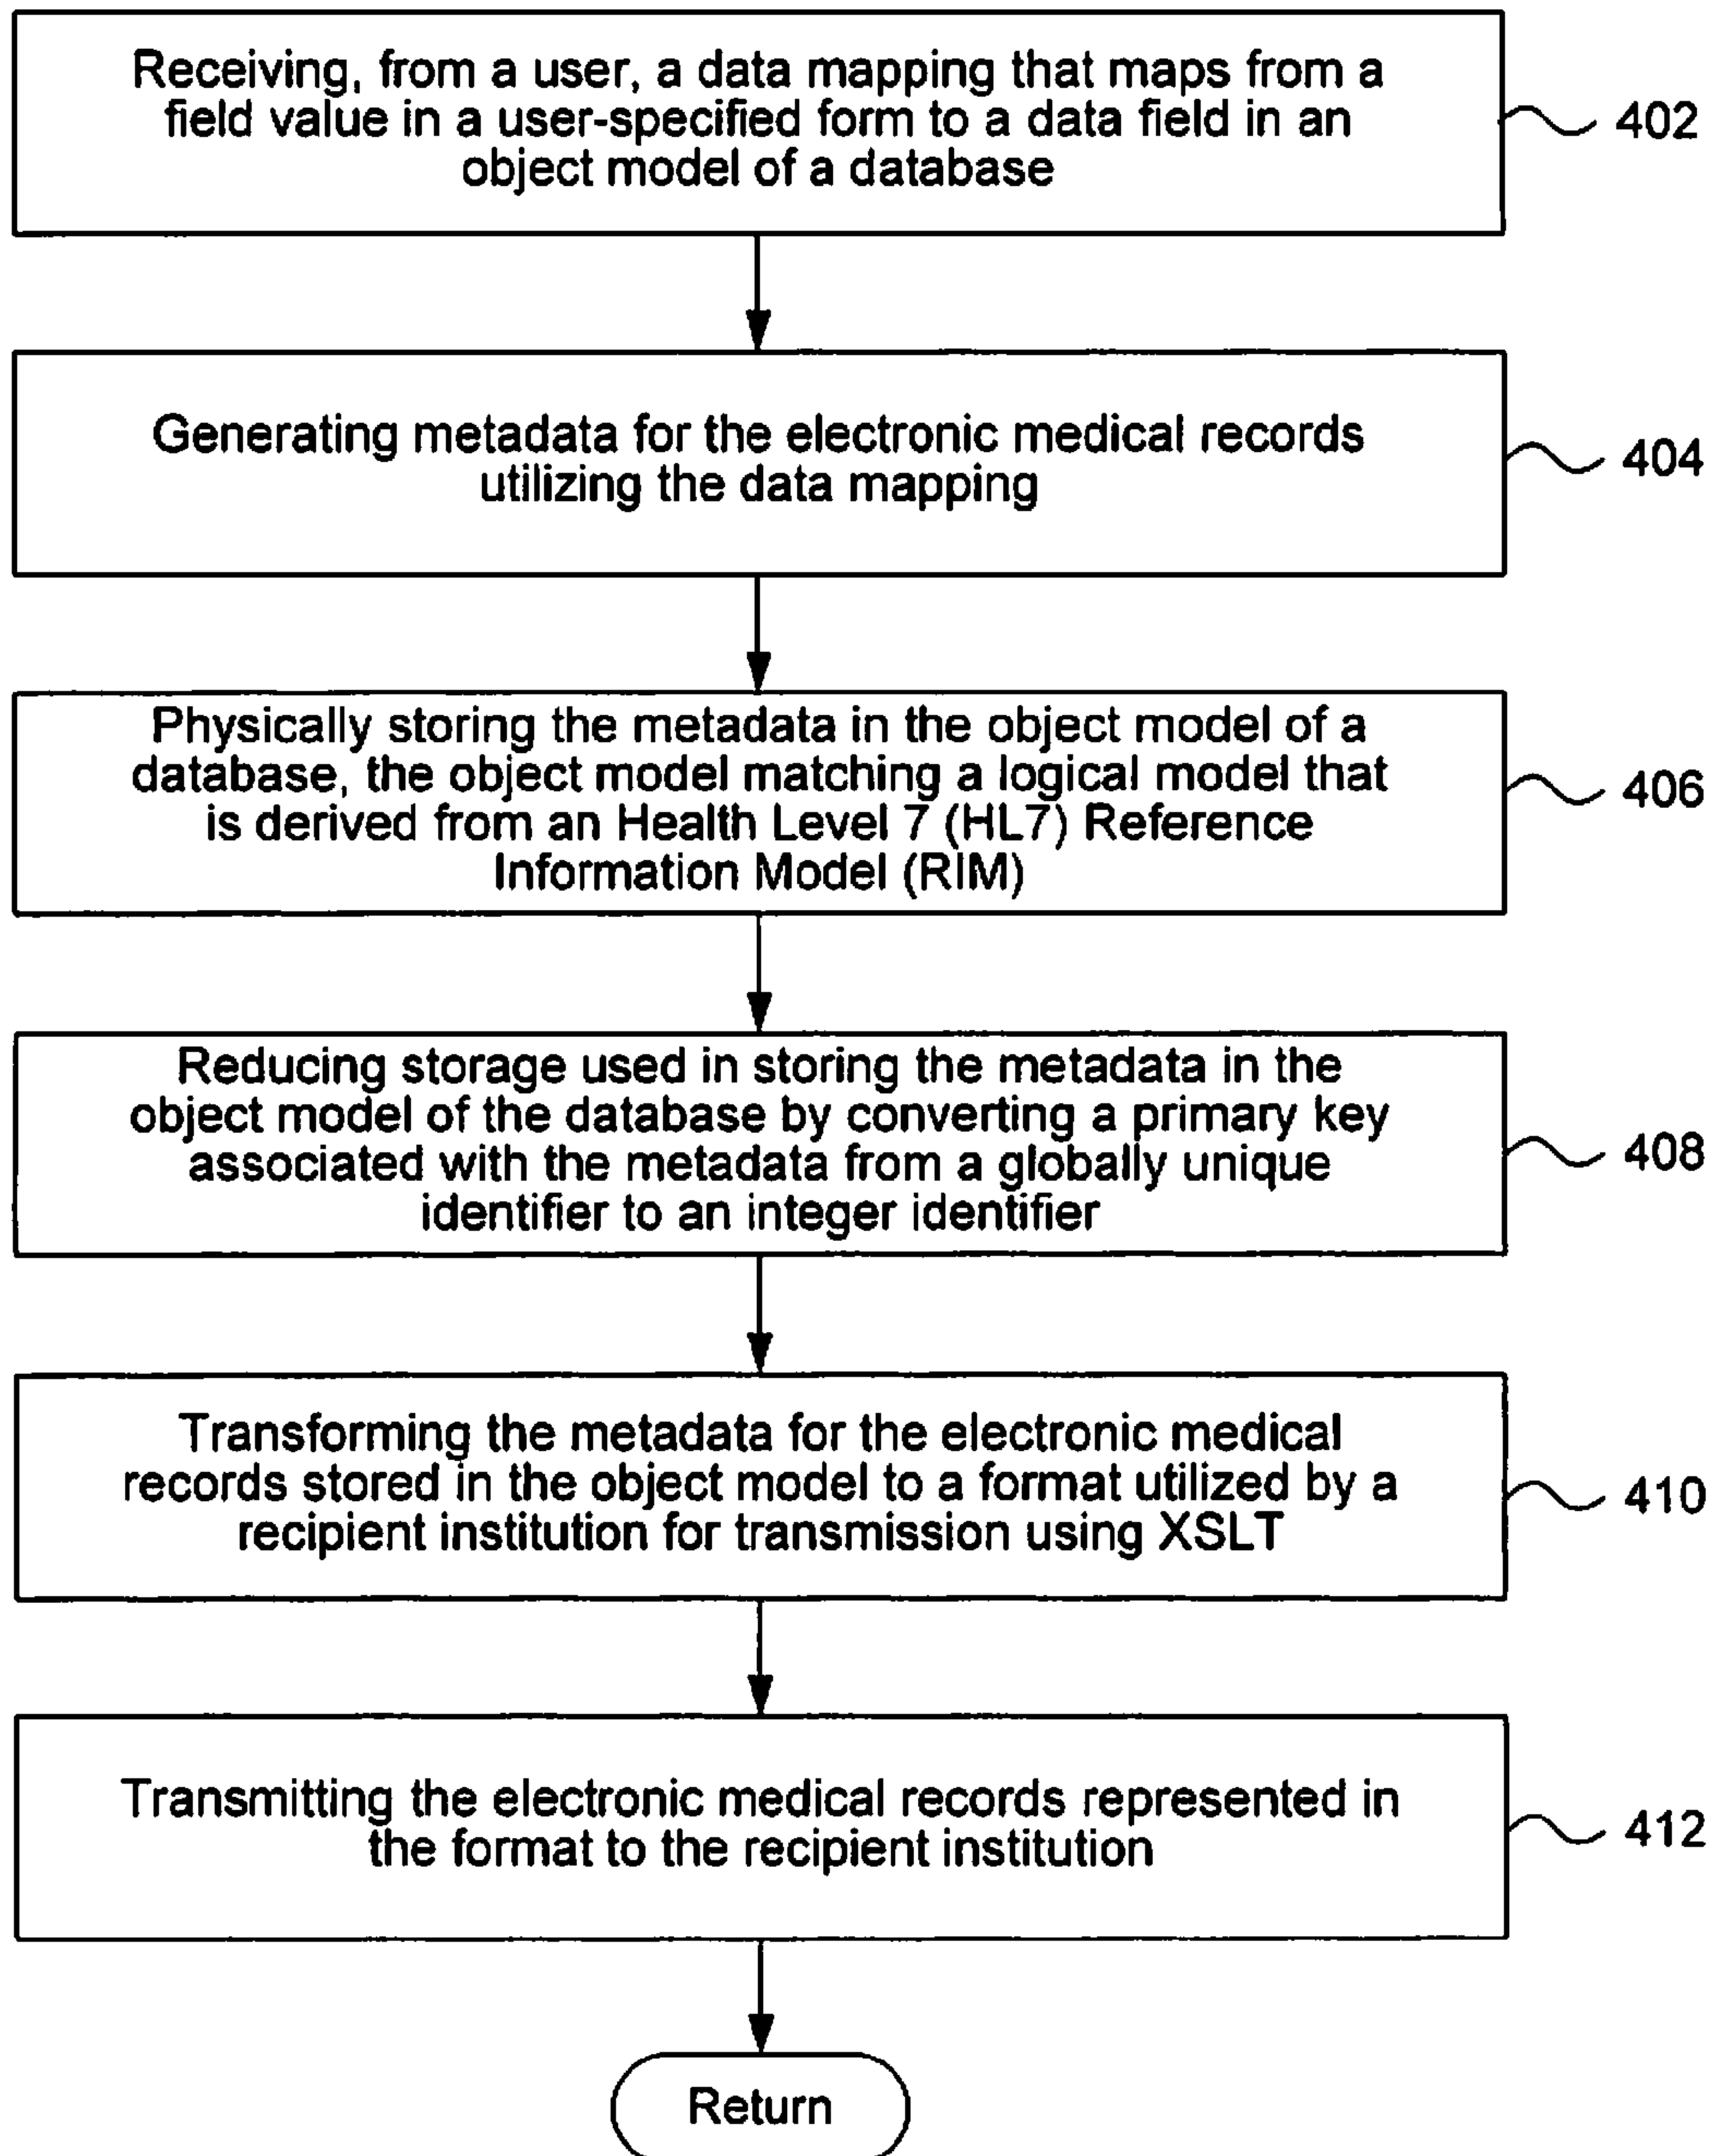 Receiving, from a user, a data mapping that maps from a
field value in a user-specified form to a data field in an
object model of a database
402
Generating metadata for the electronic medical records
utilizing the data mapping
404
Physically storing the metadata in the object model of a
database, the object model matching a logical model that
is derived from an Health Level 7 (HL7) Reference
Information Model (RIM)
406
Reducing storage used in storing the metadata in the
object model of the database by converting a primary key
associated with the metadata from a globally unique
identifier to an integer identifier
408
Transforming the metadata for the electronic medical
records stored in the object model to a format utilized by a
recipient institution for transmission using XSLT
410
Transmitting the electronic medical records represented in
the format to the recipient institution
412
Return